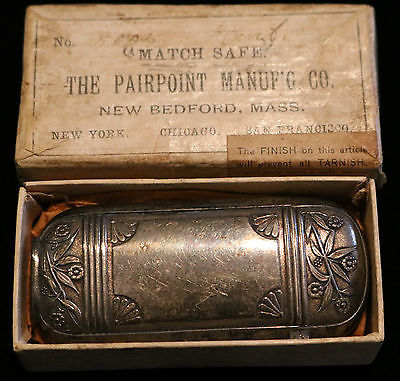 No.
MATCH SAFE.
THE PAIRPOINT MANUF'G. CO.
NEW BEDFORD, MASS.
NEW YORK. CHICAGO. SAN FRANCISCO.
The FINISH on this article
will prevent all TARNISH.